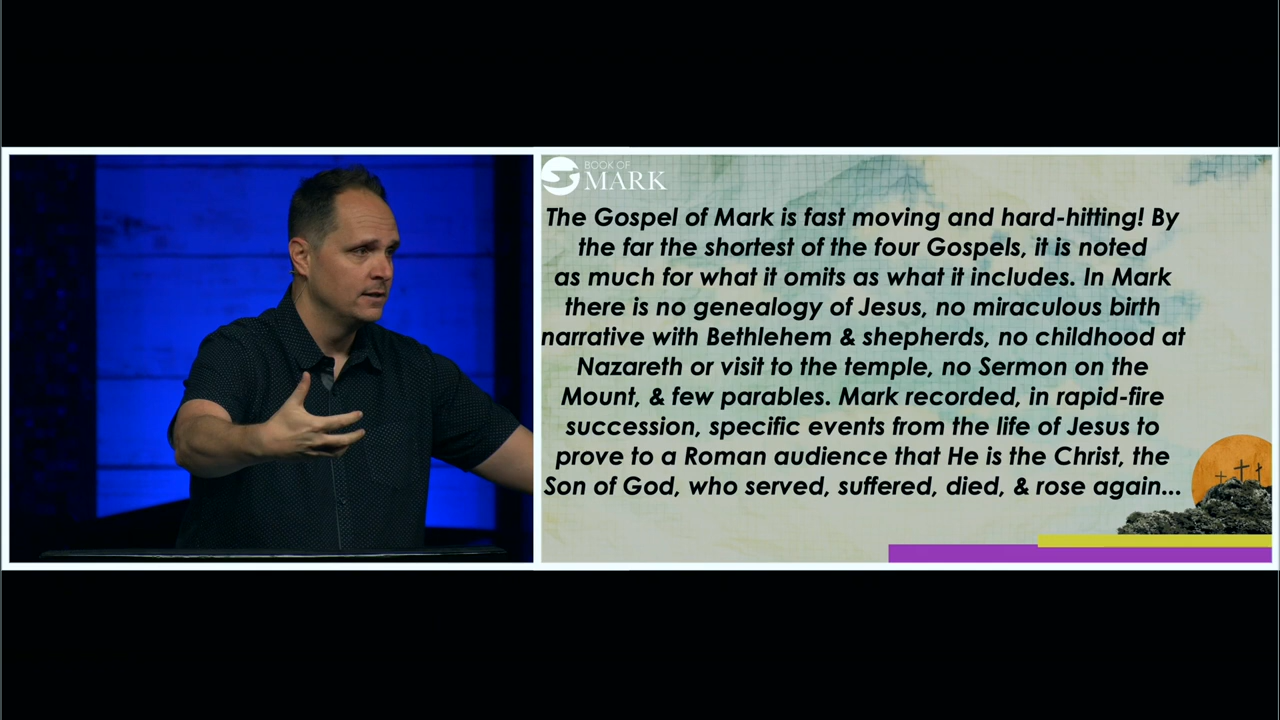 BOOK OF
MARK
The Gospel of Mark is fast moving and hard-hitting! By
the far the shortest of the four Gospels, it is noted
as much for what it omits as what it includes. In Mark
there is no genealogy of Jesus, no miraculous birth
narrative with Bethlehem & shepherds, no childhood at
Nazareth or visit to the temple, no Sermon on the
Mount, & few parables. Mark recorded, in rapid-fire
succession, specific events from the life of Jesus to
prove to a Roman audience that He is the Christ, the
Son of God, who served, suffered, died, & rose again...